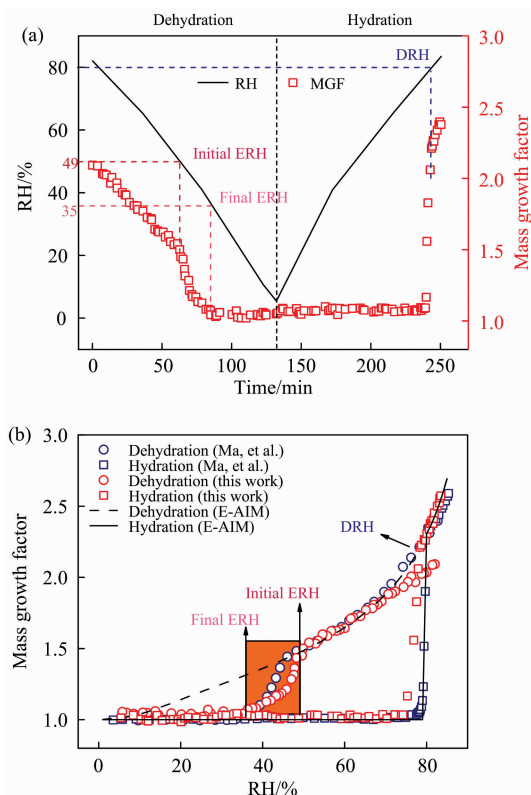 (a)
Dehydration
Hydration
3.0
80
DRH
RH
MGF
2.5
60
RH/%
49
Initial ERH
40
35
Final ERH
2.0
Mass growth factor
20
1.5
0
1.0
0
50
100
150
200
250
Time/min
(b)
3.0
Dehydration (Ma, et al.)
Hydration (Ma, et al.)
Dehydration (this work)
Hydration (this work)
Dehydration (E-AIM)
Hydration (E-AIM)
2.5
DRH
Mass growth factor
2.0
Initial ERH
Final ERH
1.5
1.0
0
20
40
60
80
RH/%